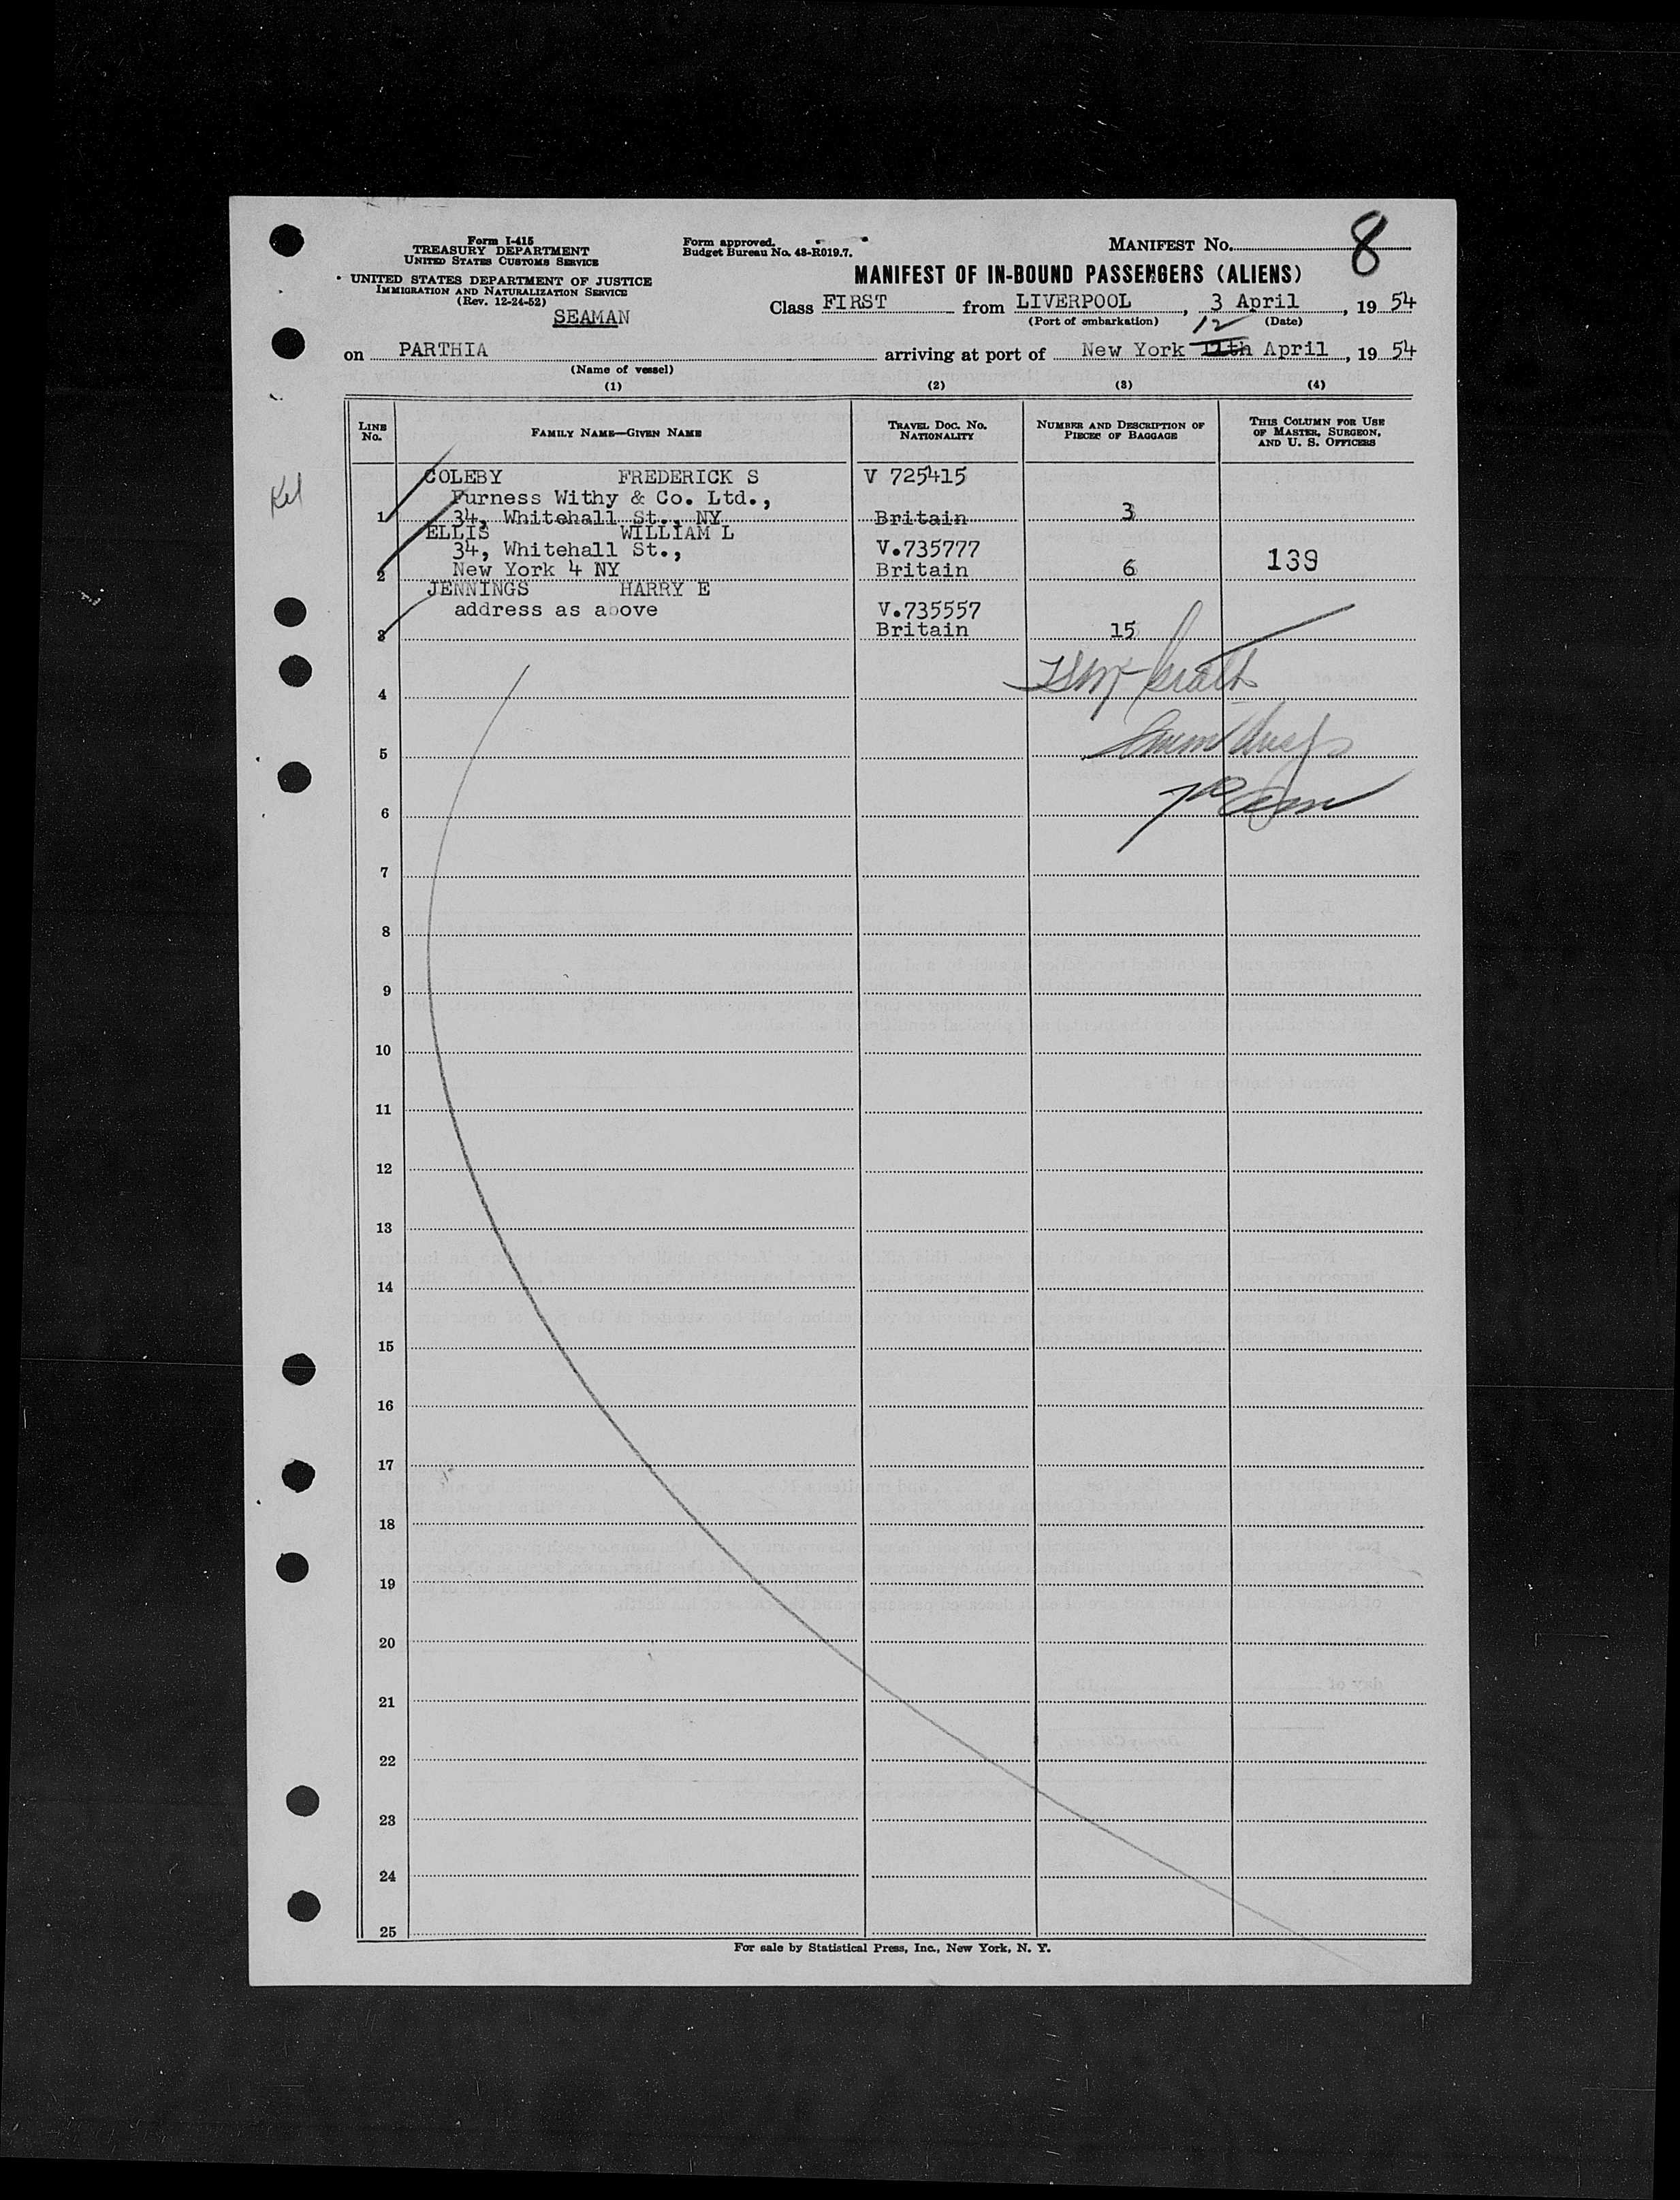 Form I-415
TREASURY DEPARTMENT
UNITED STATES CUSTOMS SERVICE
UNITED STATES DEPARTMENT OF JUSTICE
IMMIGRATION AND NATURALIZATION SERVICE
(Rev. 12-24-52)
SEAMAN
Form approved.
Budget Bureau No. 43-R019.7.
MANIFEST No. 8
MANIFEST OF IN-BOUND PASSENGERS (ALIENS)
Class FIRST from LIVERPOOL, 3 April, 19 54
(Port of embarkation) (Date)
12
on PARTHIA arriving at port of New York 11th April, 19 54
(Name of vessel)
(1) (2) (3) (4)
LINE No. FAMILY NAME—GIVEN NAME TRAVEL DOC. No. NATIONALITY NUMBER AND DESCRIPTION OF PIECES OF BAGGAGE THIS COLUMN FOR USE OF MASTER, SURGEON, AND U. S. OFFICERS
COLEBY FREDERICK S V 725415
Furness Withy & Co. Ltd.,
1 34, Whitehall St., NY Britain 3
ELLIS WILLIAM L
34, Whitehall St., V.735777
2 New York 4 NY Britain 6 139
JENNINGS HARRY E
address as above V.735557
3 Britain 15
4
5
6
7
8
9
10
11
12
13
14
15
16
17
18
19
20
21
22
23
24
25
For sale by Statistical Press, Inc., New York, N. Y.